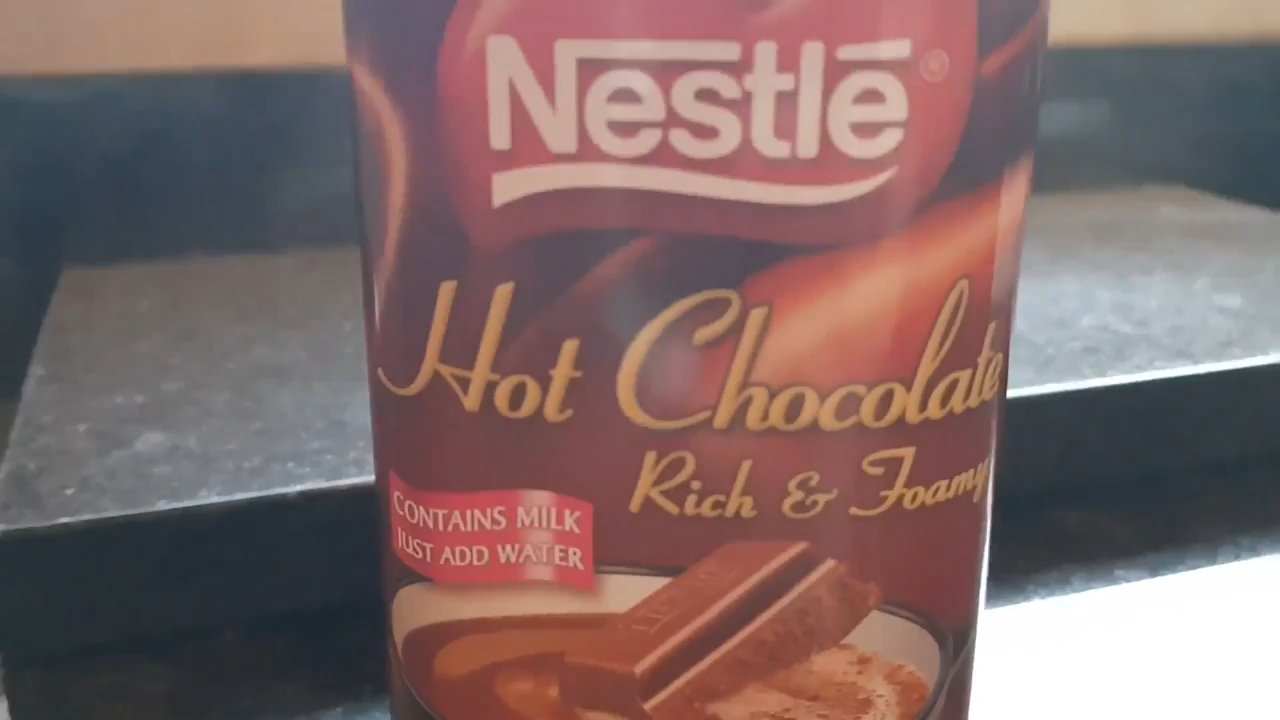 Nestlé
Hot Chocolate
Rich & Foamy
CONTAINS MILK
JUST ADD WATER